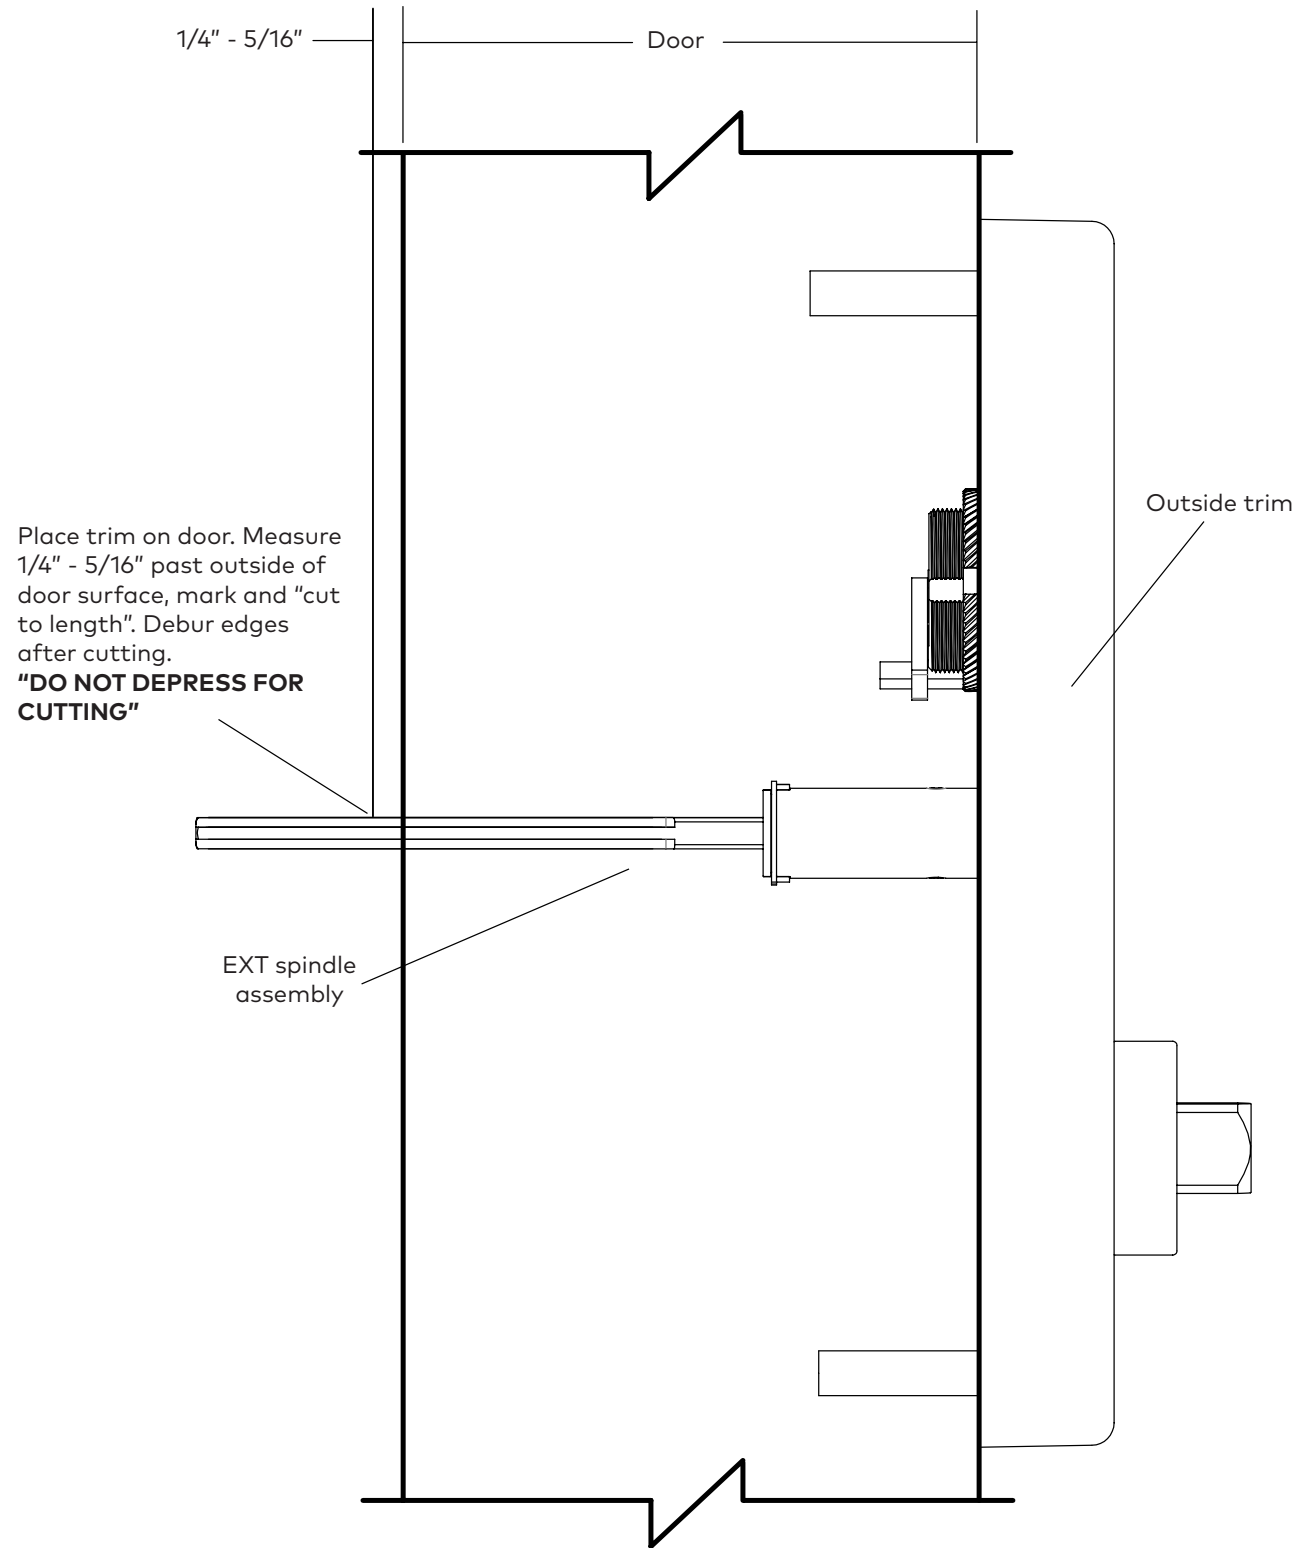 1/4” - 5/16”
Door
Outside trim
Place trim on door. Measure
1/4” - 5/16” past outside of
door surface, mark and “cut
to length”. Debur edges
after cutting.
“DO NOT DEPRESS FOR
CUTTING”
EXT spindle
assembly